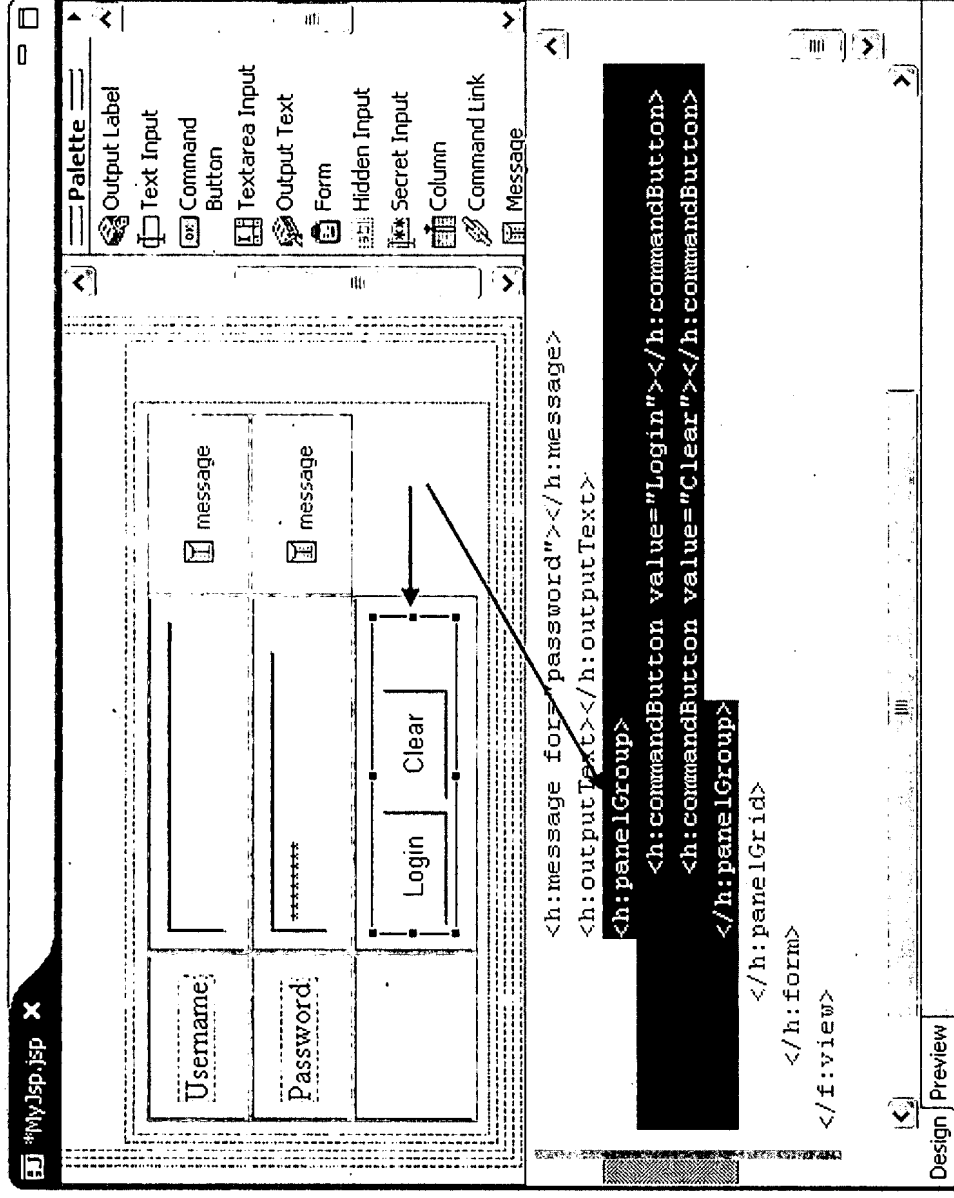 *MyJsp.jsp
Palette
Output Label
Text Input
Command
Button
Textarea Input
Output Text
Form
Hidden Input
Secret Input
Column
Command Link
Message
Username
message
Password
********
message
Login Clear
<h:message for="password"></h:message>
<h:outputText></h:outputText>
<h:panelGroup>
<h:commandButton value="Login"></h:commandButton>
<h:commandButton value="Clear"></h:commandButton>
</h:panelGroup>
</h:panelGrid>
</h:form>
</f:view>
Design Preview